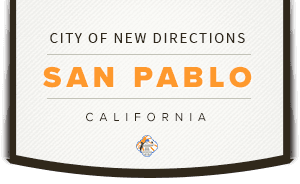 CITY OF NEW DIRECTIONS
SAN PABLO
CALIFORNIA